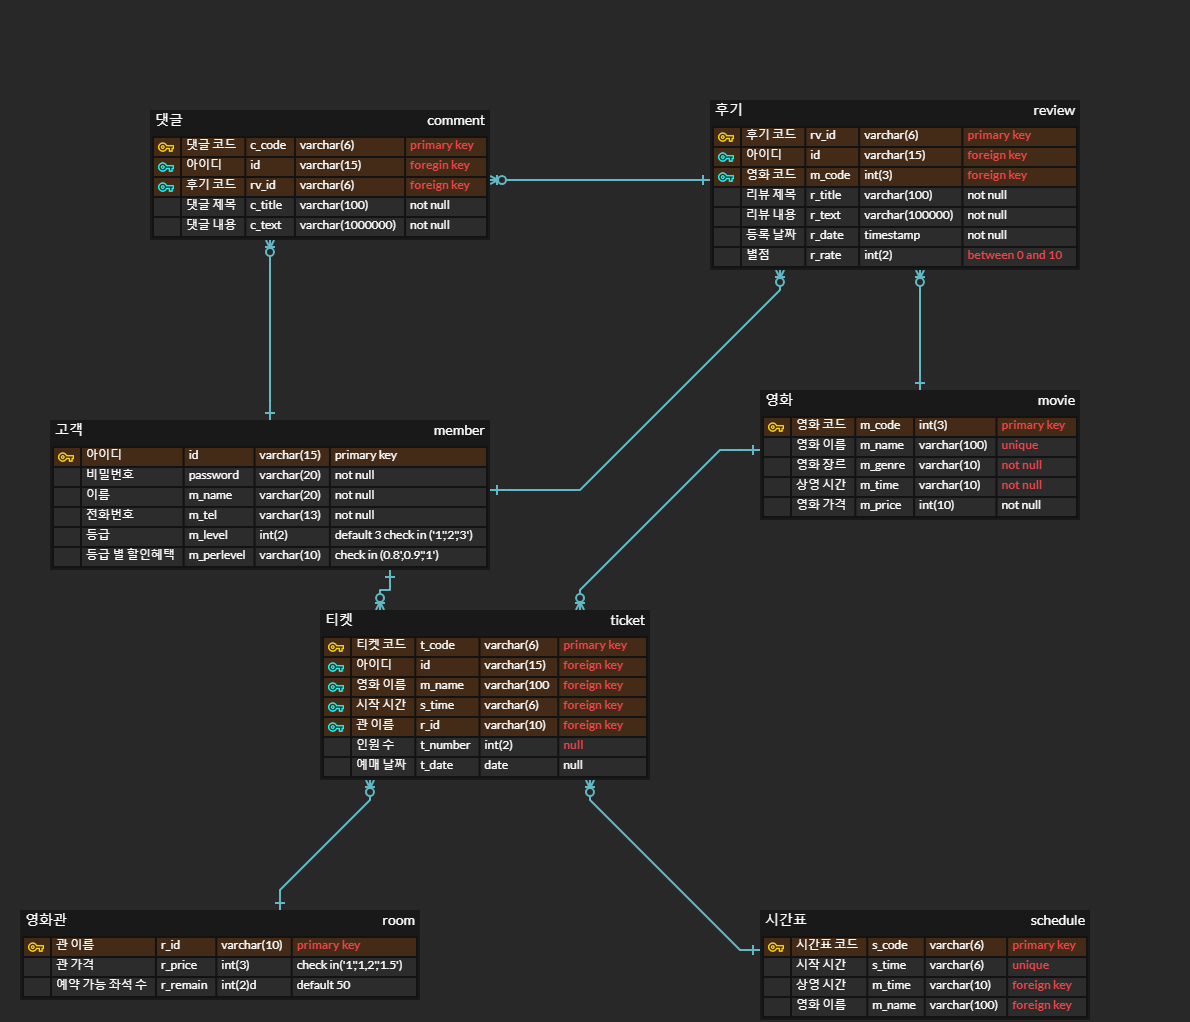 댓글 comment
댓글 코드 c_code varchar(6) primary key
아이디 id varchar(15) foregin key
후기 코드 rv_id varchar(6) foreign key
댓글 제목 c_title varchar(100) not null
댓글 내용 c_text varchar(1000000) not null
후기 review
후기 코드 rv_id varchar(6) primary key
아이디 id varchar(15) foreign key
영화 코드 m_code int(3) foreign key
리뷰 제목 r_title varchar(100) not null
리뷰 내용 r_text varchar(100000) not null
등록 날짜 r_date timestamp not null
별점 r_rate int(2) between 0 and 10
고객 member
아이디 id varchar(15) primary key
비밀번호 password varchar(20) not null
이름 m_name varchar(20) not null
전화번호 m_tel varchar(13) not null
등급 m_level int(2) default 3 check in ('1','2','3')
등급 별 할인혜택 m_perlevel varchar(10) check in (0.8',0.9','1')
영화 movie
영화 코드 m_code int(3) primary key
영화 이름 m_name varchar(100) unique
영화 장르 m_genre varchar(10) not null
상영 시간 m_time varchar(10) not null
영화 가격 m_price int(10) not null
티켓 ticket
티켓 코드 t_code varchar(6) primary key
아이디 id varchar(15) foreign key
영화 이름 m_name varchar(100 foreign key
시작 시간 s_time varchar(6) foreign key
관 이름 r_id varchar(10) foreign key
인원 수 t_number int(2) null
예매 날짜 t_date date null
영화관 room
관 이름 r_id varchar(10) primary key
관 가격 r_price int(3) check in('1','1,2','1.5')
예약 가능 좌석 수 r_remain int(2)d default 50
시간표 schedule
시간표 코드 s_code varchar(6) primary key
시작 시간 s_time varchar(6) unique
상영 시간 m_time varchar(10) foreign key
영화 이름 m_name varchar(100) foreign key